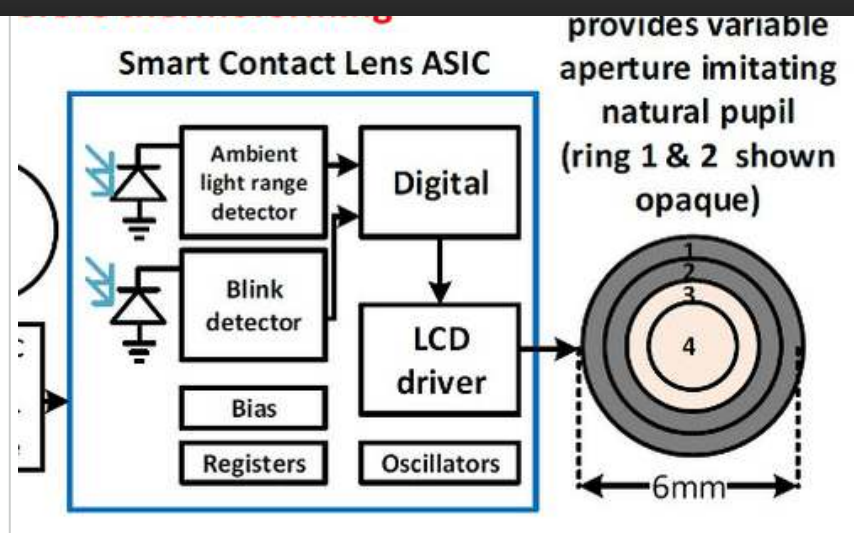 provides variable
aperture imitating
natural pupil
(ring 1 & 2 shown
opaque)
Smart Contact Lens ASIC
Ambient
light range
detector
Digital
Blink
detector
LCD
driver
Bias
Registers
Oscillators
1
2
3
4
6mm